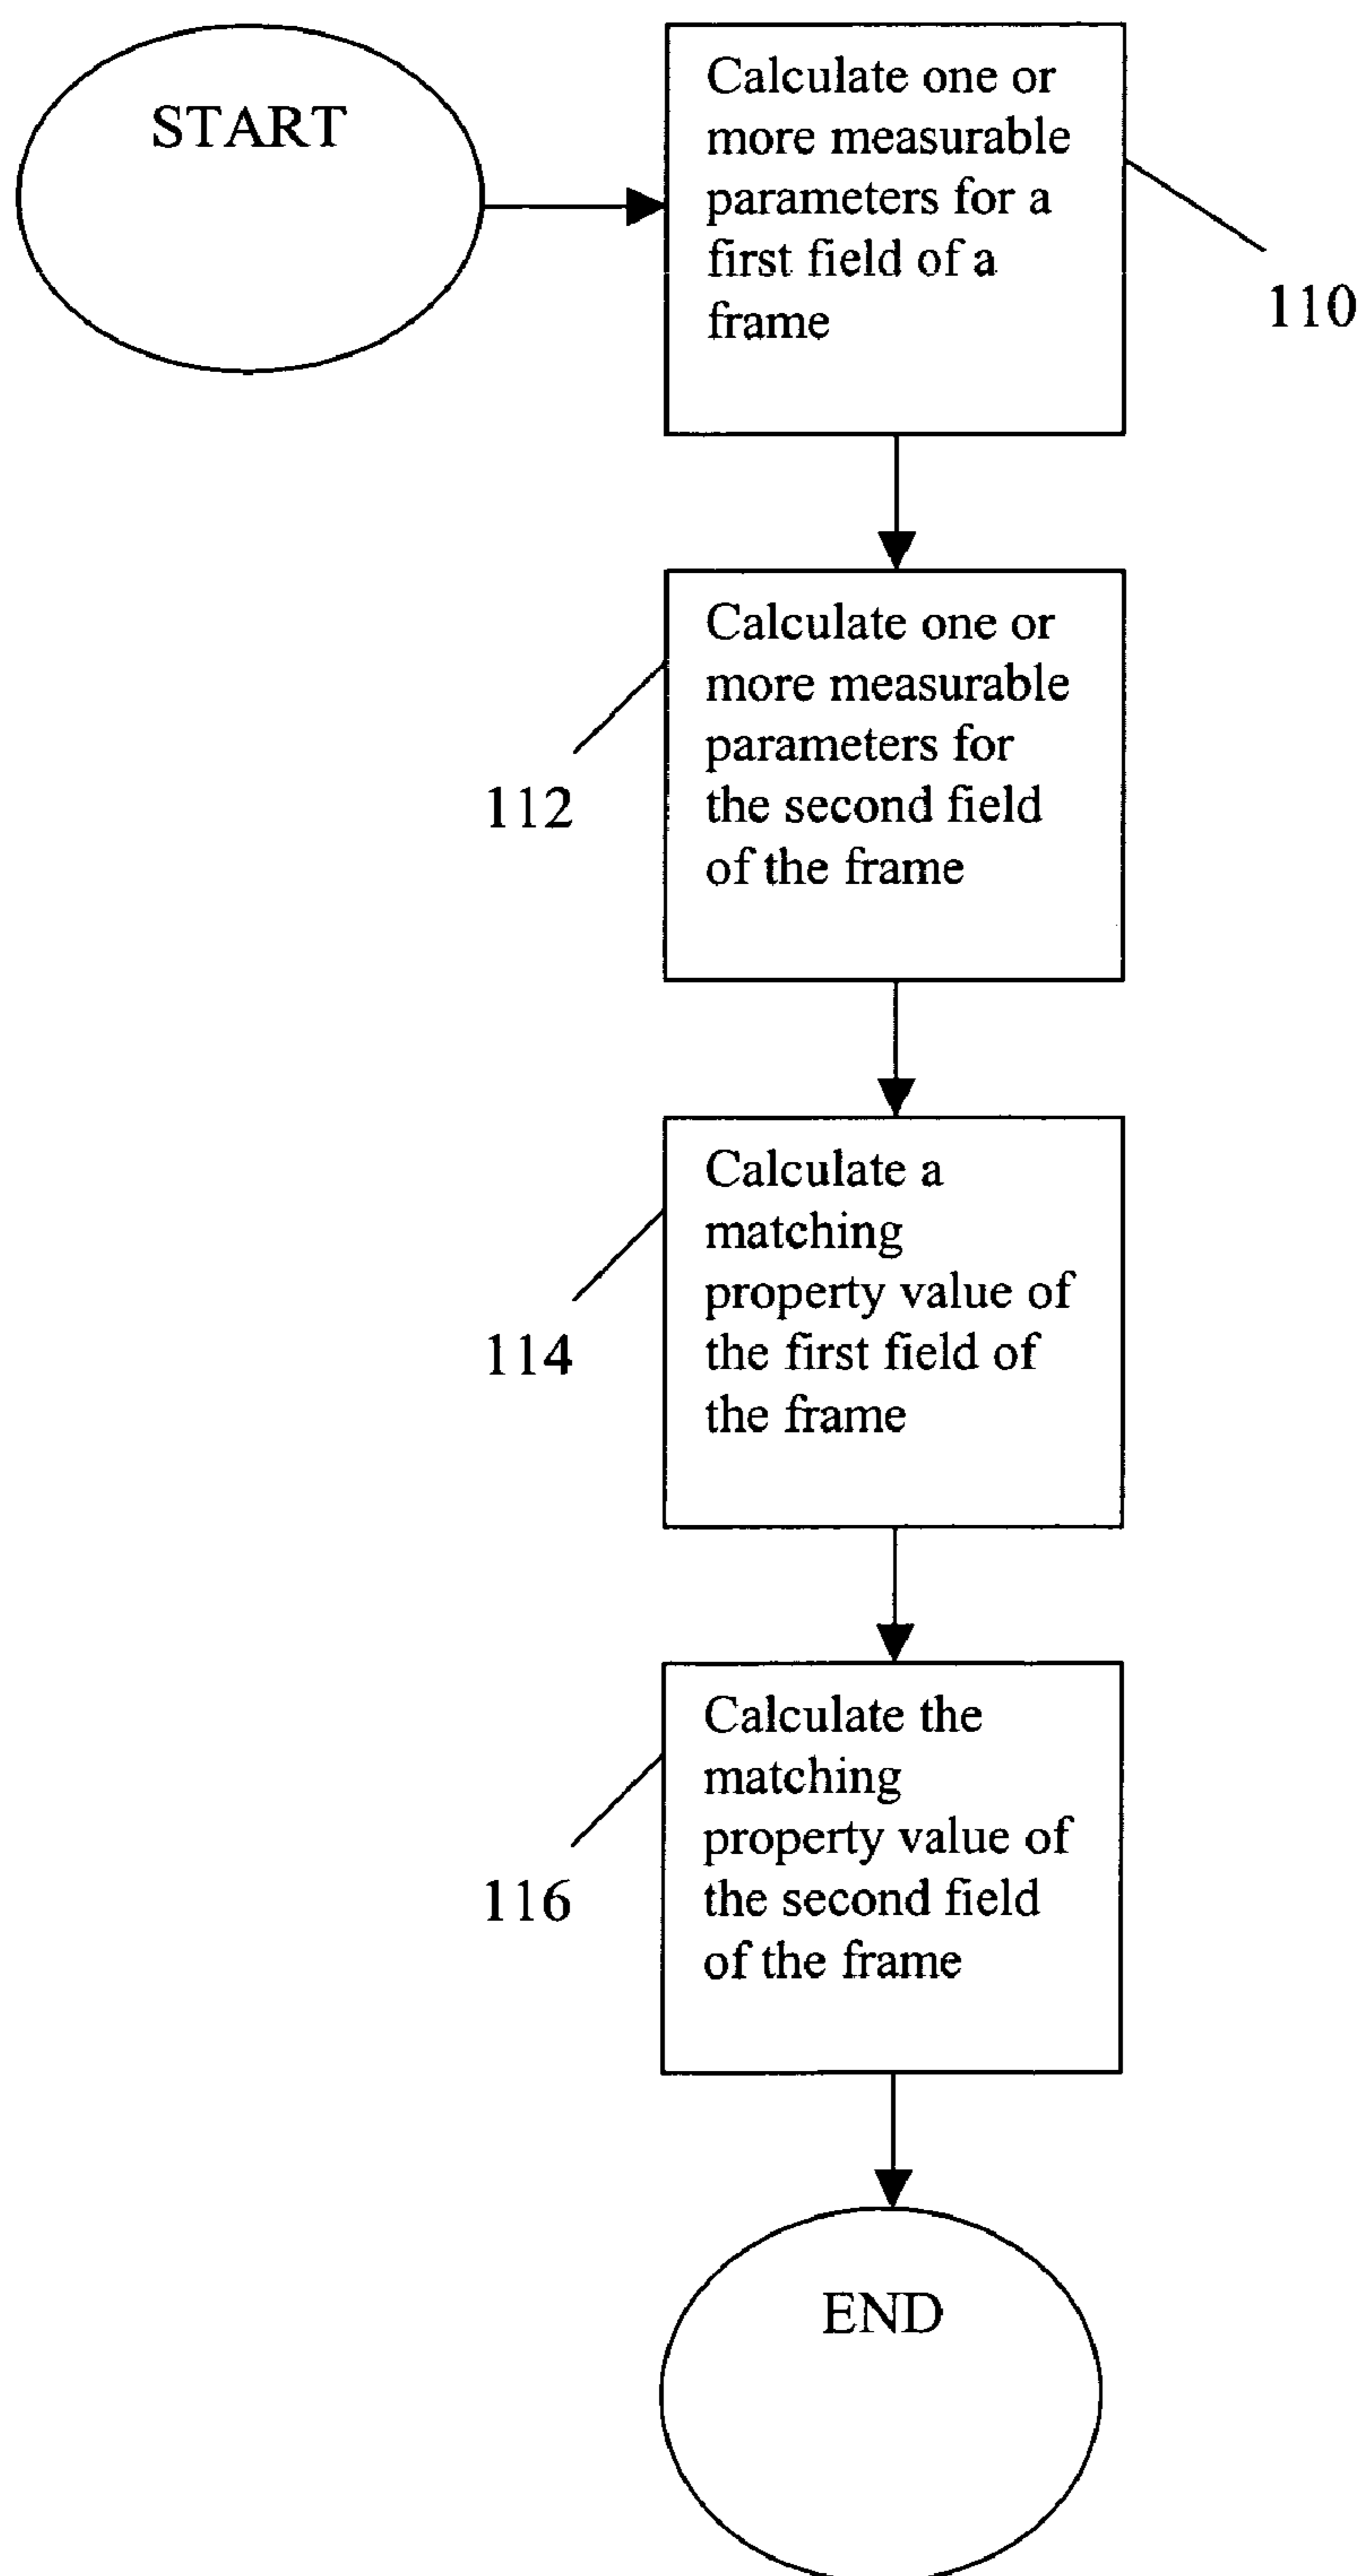 START
Calculate one or
more measurable
parameters for a
first field of a
frame
110
Calculate one or
more measurable
parameters for
the second field
of the frame
112
Calculate a
matching
property value of
the first field of
the frame
114
Calculate the
matching
property value of
the second field
of the frame
116
END